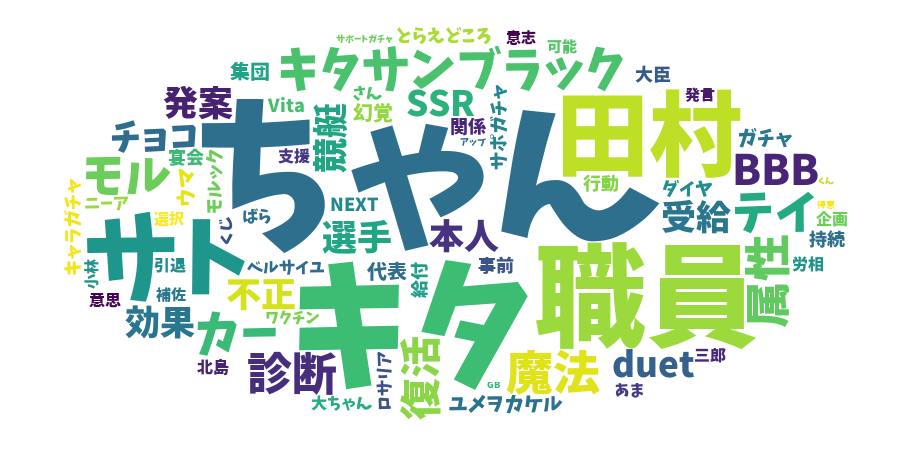 サポートガチャ
とらえどころ
意志
可能
キタサンブラック
集団
大臣
発案
Vita
さん
幻覚
SSR
サポガチャ
発言
田村
チョコ
競艇
関係
アップ
ガチャ
ちゃん
宴会
支援
モル
BBB
くん
行動
ダイヤ
ウマ
モルック
ニーア
キャラガチャ
NEXT
受給
テイ
押意
選択
ばら
くじ
企画
選手
本人
サト
持続
職員
属性
引退
ベルサイユ
代表
給付
事前
労相
小林
キタ
意思
補佐
不正
効果
カー
ワクチン
復活
北島
診断
ロサリア
魔法
duet
三郎
GB
あま
大ちゃん
ユメヲカケル